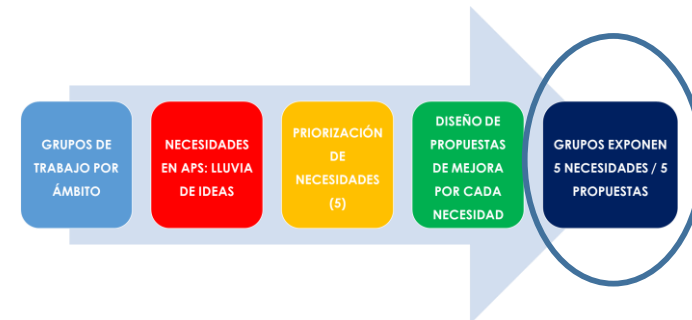 GRUPOS DE
TRABAJO POR
ÁMBITO
NECESIDADES
EN APS: LLUVIA
DE IDEAS
PRIORIZACIÓN
DE
NECESIDADES
(5)
DISEÑO DE
PROPUESTAS
DE MEJORA
POR CADA
NECESIDAD
GRUPOS EXPONEN
5 NECESIDADES / 5
PROPUESTAS